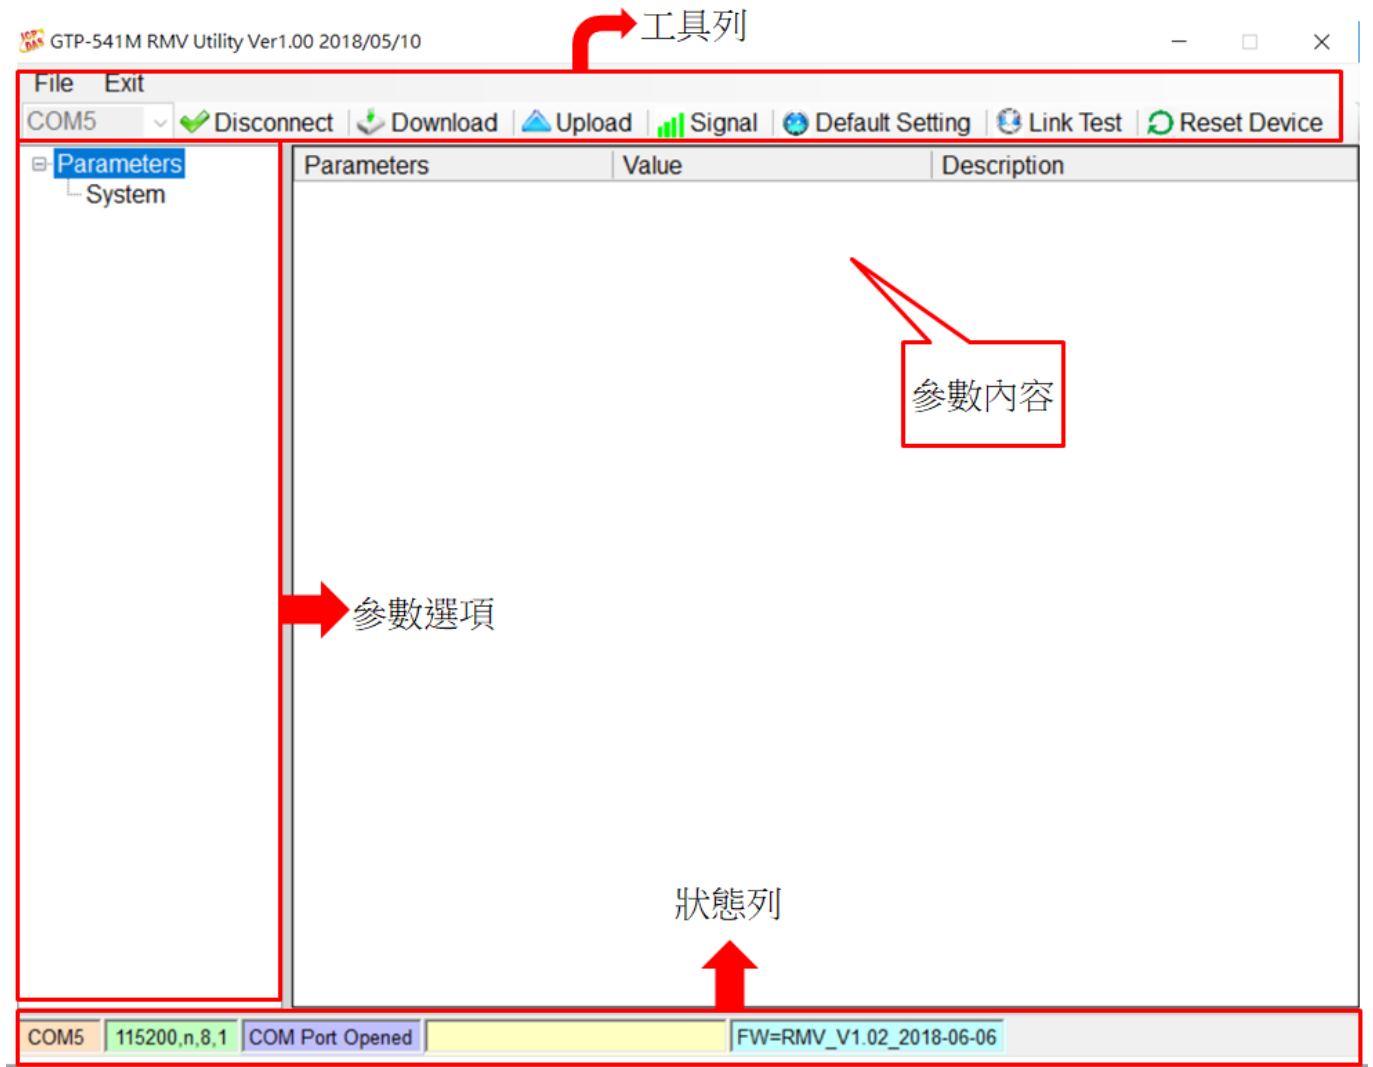 工具列
GTP-541M RMV Utility Ver1.00 2018/05/10
File Exit
COM5 Disconnect Download Upload Signal Default Setting Link Test Reset Device
Parameters
System
Parameters Value Description
參數內容
參數選項
狀態列
COM5 115200,n,8,1 COM Port Opened FW=RMV_V1.02_2018-06-06